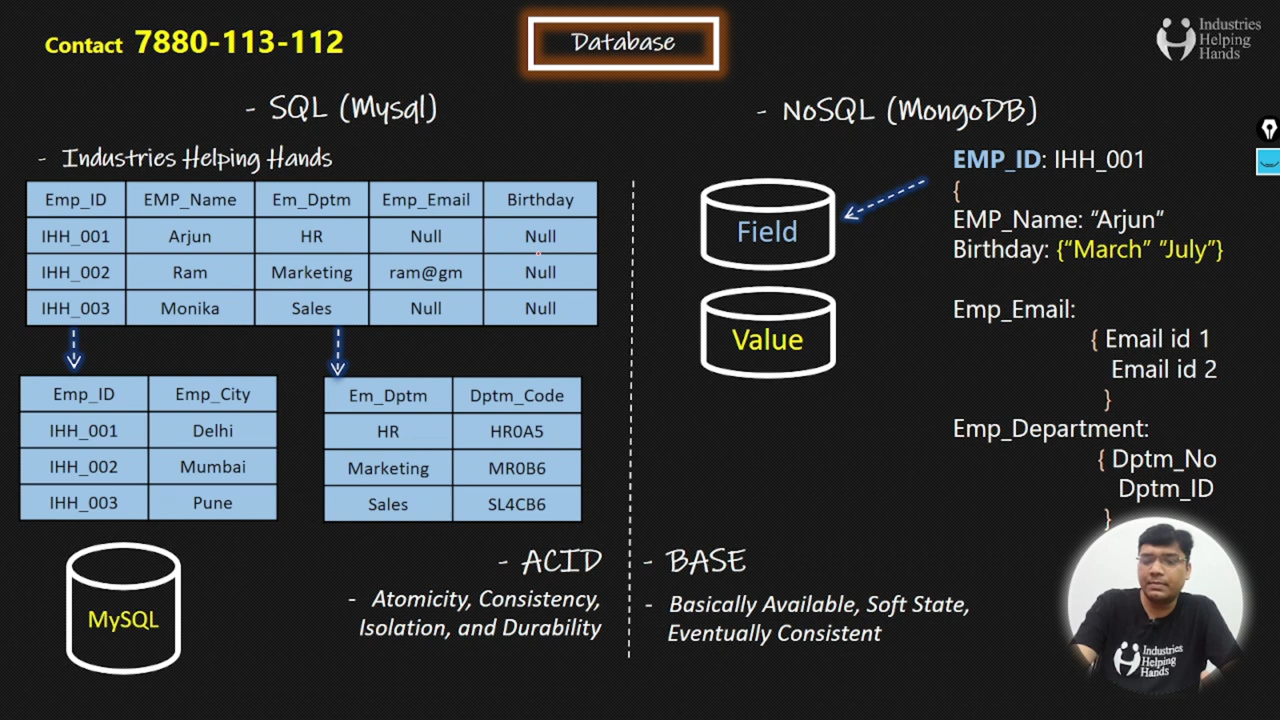 Contact 7880-113-112
Database
Industries
Helping
Hands
- SQL (Mysql)
- Industries Helping Hands
Emp_ID EMP_Name Em_Dptm Emp_Email Birthday
IHH_001 Arjun HR Null Null
IHH_002 Ram Marketing ram@gm Null
IHH_003 Monika Sales Null Null
Emp_ID Emp_City
IHH_001 Delhi
IHH_002 Mumbai
IHH_003 Pune
Em_Dptm Dptm_Code
HR HR0A5
Marketing MR0B6
Sales SL4CB6
MySQL
- ACID
- Atomicity, Consistency,
Isolation, and Durability
- NoSQL (MongoDB)
Field
Value
EMP_ID: IHH_001
{
EMP_Name: “Arjun”
Birthday: {“March” ”July”}
Emp_Email:
{ Email id 1
Email id 2
}
Emp_Department:
{ Dptm_No
Dptm_ID
}
- BASE
- Basically Available, Soft State,
Eventually Consistent
Industries
Helping
Hands